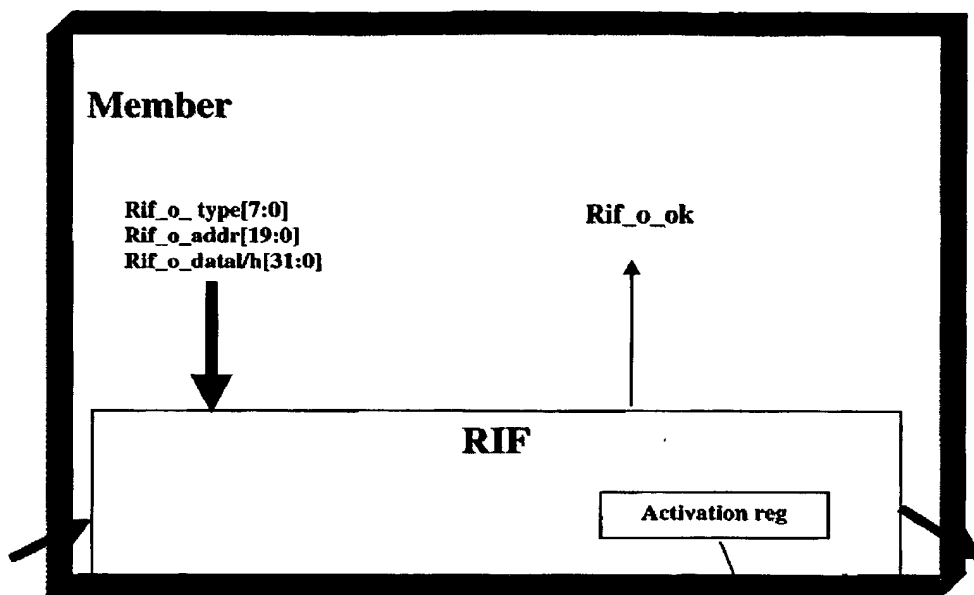 Member
Rif_o_ type[7:0]
Rif_o_addr[19:0]
Rif_o_datal/h[31:0]
Rif_o_ok
RIF
Activation reg